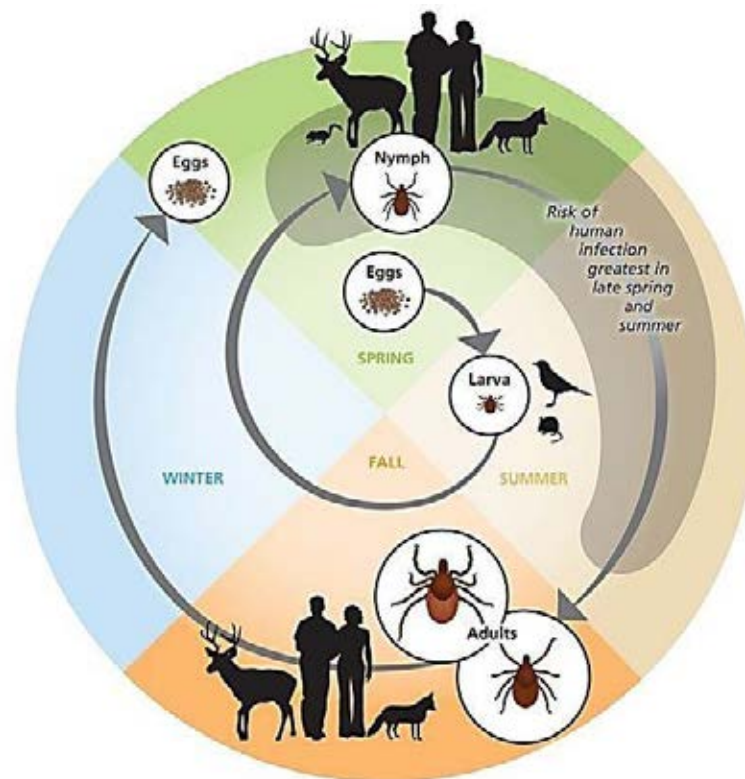 Eggs
Nymph
Risk of
human
infection
greatest in
late spring
and
summer
Eggs
SPRING
Larva
WINTER
FALL
SUMMER
Adults